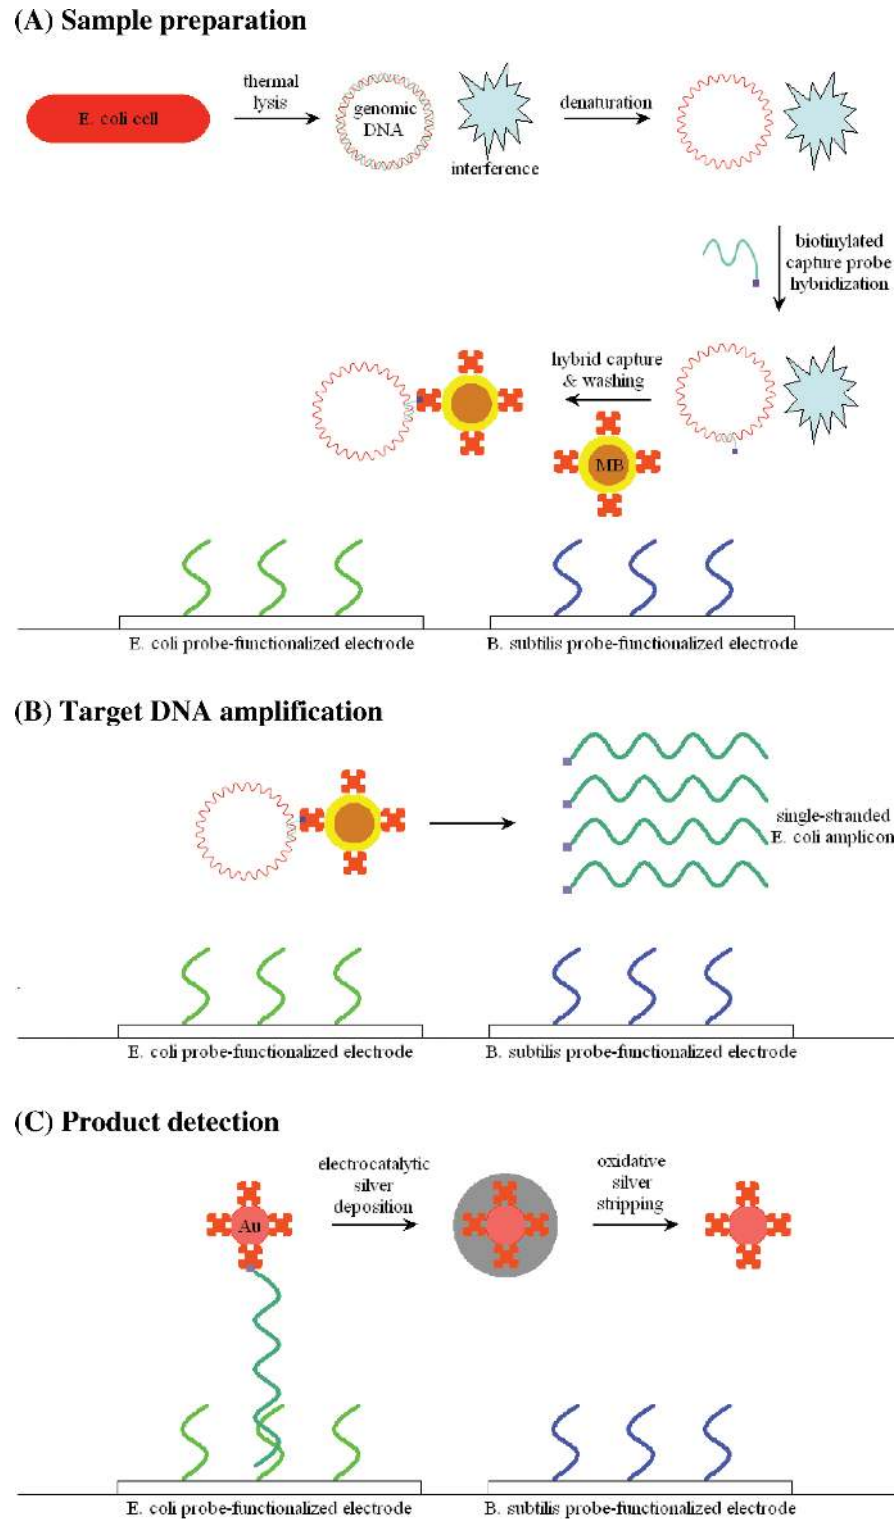 (A) Sample preparation
E. coli cell
thermal
lysis
genomic
DNA
interference
denaturation
biotinylated
capture probe
hybridization
hybrid capture
& washing
MB
E. coli probe-functionalized electrode
B. subtilis probe-functionalized electrode
(B) Target DNA amplification
single-stranded
E. coli amplicon
E. coli probe-functionalized electrode
B. subtilis probe-functionalized electrode
(C) Product detection
Au
electrocatalytic
silver
deposition
oxidative
silver
stripping
E. coli probe-functionalized electrode
B. subtilis probe-functionalized electrode